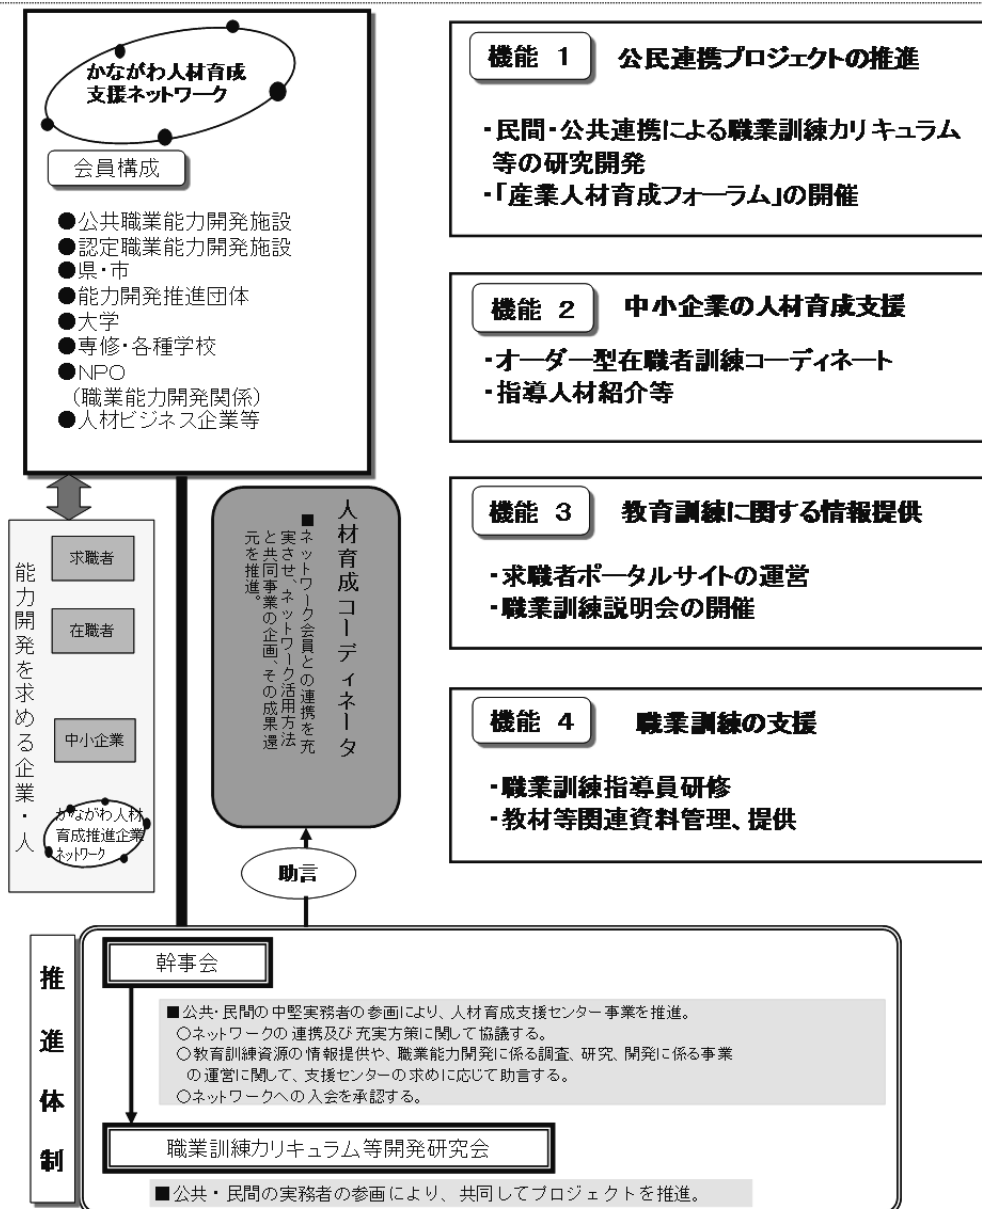 かながわ人材育成
支援ネットワーク
会員構成
●公共職業能力開発施設
●認定職業能力開発施設
●県・市
●能力開発推進団体
●大学
●専修・各種学校
●NPO
(職業能力開発関係)
●人材ビジネス企業等
能力開発を求める企業・人
求職者
在職者
中小企業
かながわ人材
育成推進企業
ネットワーク
人材育成コーディネータ
■ネットワーク会員との連携を充
実させ、ネットワーク活用方法
と共同事業の企画、その成果還
元を推進。
助言
機能 1
公民連携プロジェクトの推進
・民間・公共連携による職業訓練カリキュラム
等の研究開発
・「産業人材育成フォーラム」の開催
機能 2
中小企業の人材育成支援
・オーダー型在職者訓練コーディネート
・指導人材紹介等
機能 3
教育訓練に関する情報提供
・求職者ポータルサイトの運営
・職業訓練説明会の開催
機能 4
職業訓練の支援
・職業訓練指導員研修
・教材等関連資料管理、提供
推進体制
幹事会
■公共・民間の中堅実務者の参画により、人材育成支援センター事業を推進。
○ネットワークの連携及び充実方策に関して協議する。
○教育訓練資源の情報提供や、職業能力開発に係る調査、研究、開発に係る事業
の運営に関して、支援センターの求めに応じて助言する。
○ネットワークへの入会を承認する。
職業訓練カリキュラム等開発研究会
■公共・民間の実務者の参画により、共同してプロジェクトを推進。